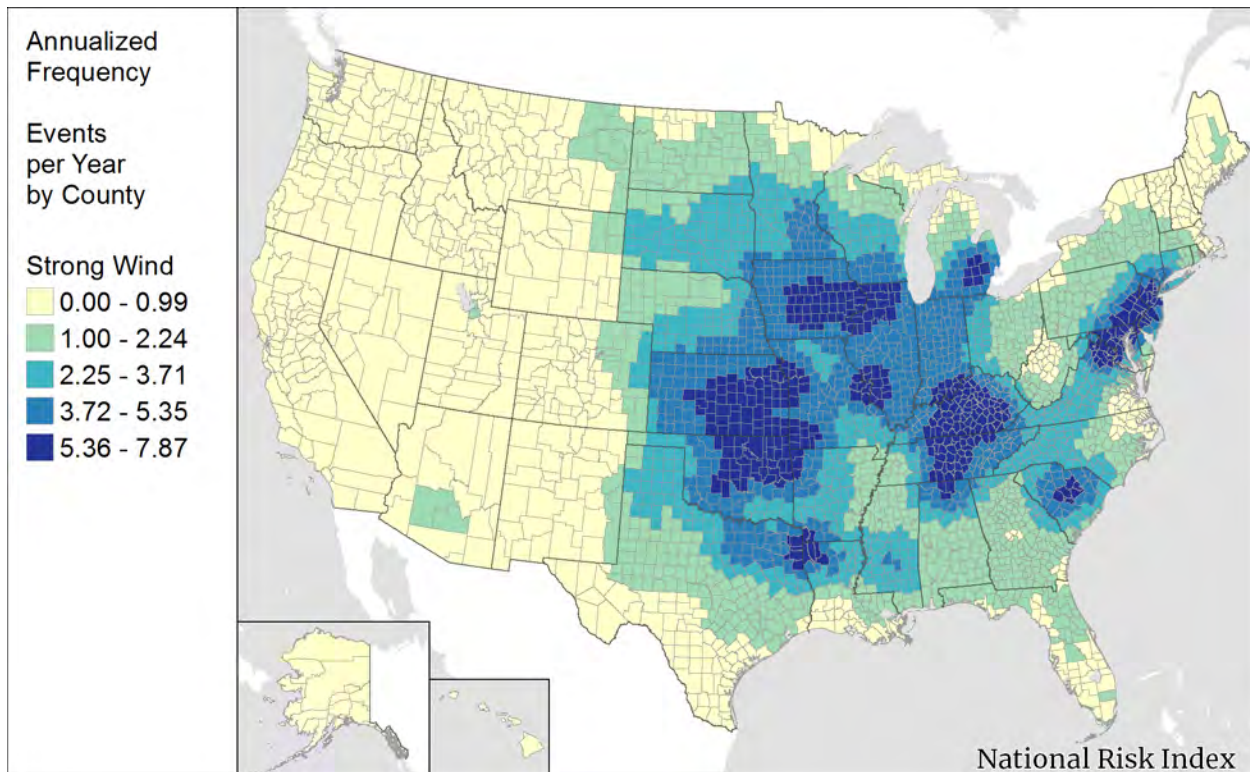 Annualized
Frequency
Events
per Year
by County
Strong Wind
0.00 - 0.99
1.00 - 2.24
2.25 - 3.71
3.72 - 5.35
5.36 - 7.87
National Risk Index